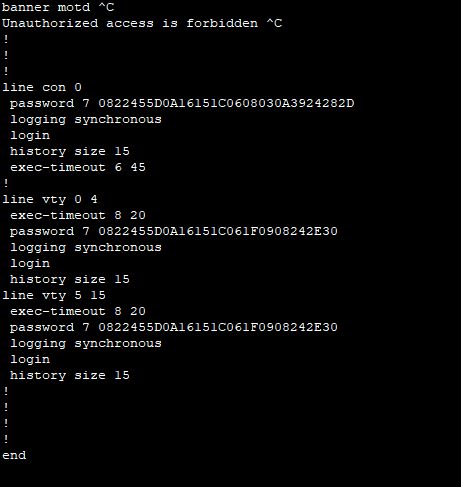 banner motd ^C
Unauthorized access is forbidden ^C
!
!
!
line con 0
 password 7 0822455D0A16151C0608030A3924282D
 logging synchronous
 login
 history size 15
 exec-timeout 6 45
!
line vty 0 4
 exec-timeout 8 20
 password 7 0822455D0A16151C061F0908242E30
 logging synchronous
 login
 history size 15
line vty 5 15
 exec-timeout 8 20
 password 7 0822455D0A16151C061F0908242E30
 logging synchronous
 login
 history size 15
!
!
!
!
end